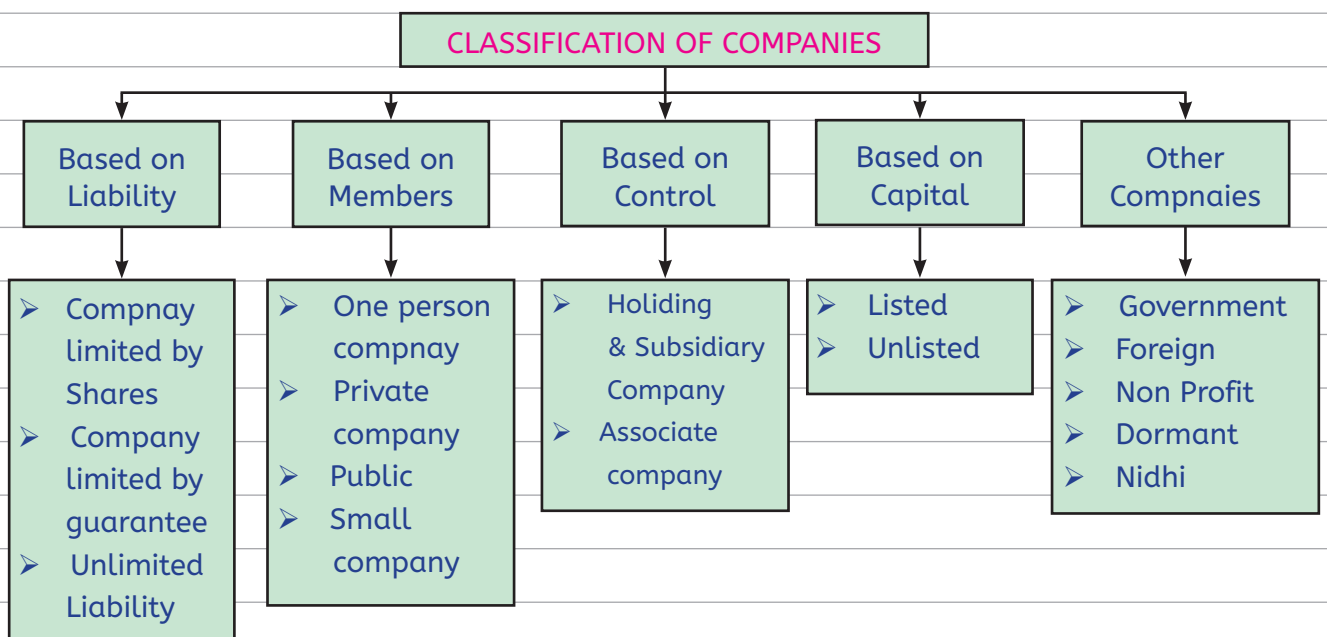 CLASSIFICATION OF COMPANIES
Based on
Liability
Based on
Members
Based on
Control
Based on
Capital
Other
Compnaies
➢ Compnay
limited by
Shares
➢ Company
limited by
guarantee
➢ Unlimited
Liability
➢ One person
compnay
➢ Private
company
➢ Public
➢ Small
company
➢ Holiding
& Subsidiary
Company
➢ Associate
company
➢ Listed
➢ Unlisted
➢ Government
➢ Foreign
➢ Non Profit
➢ Dormant
➢ Nidhi